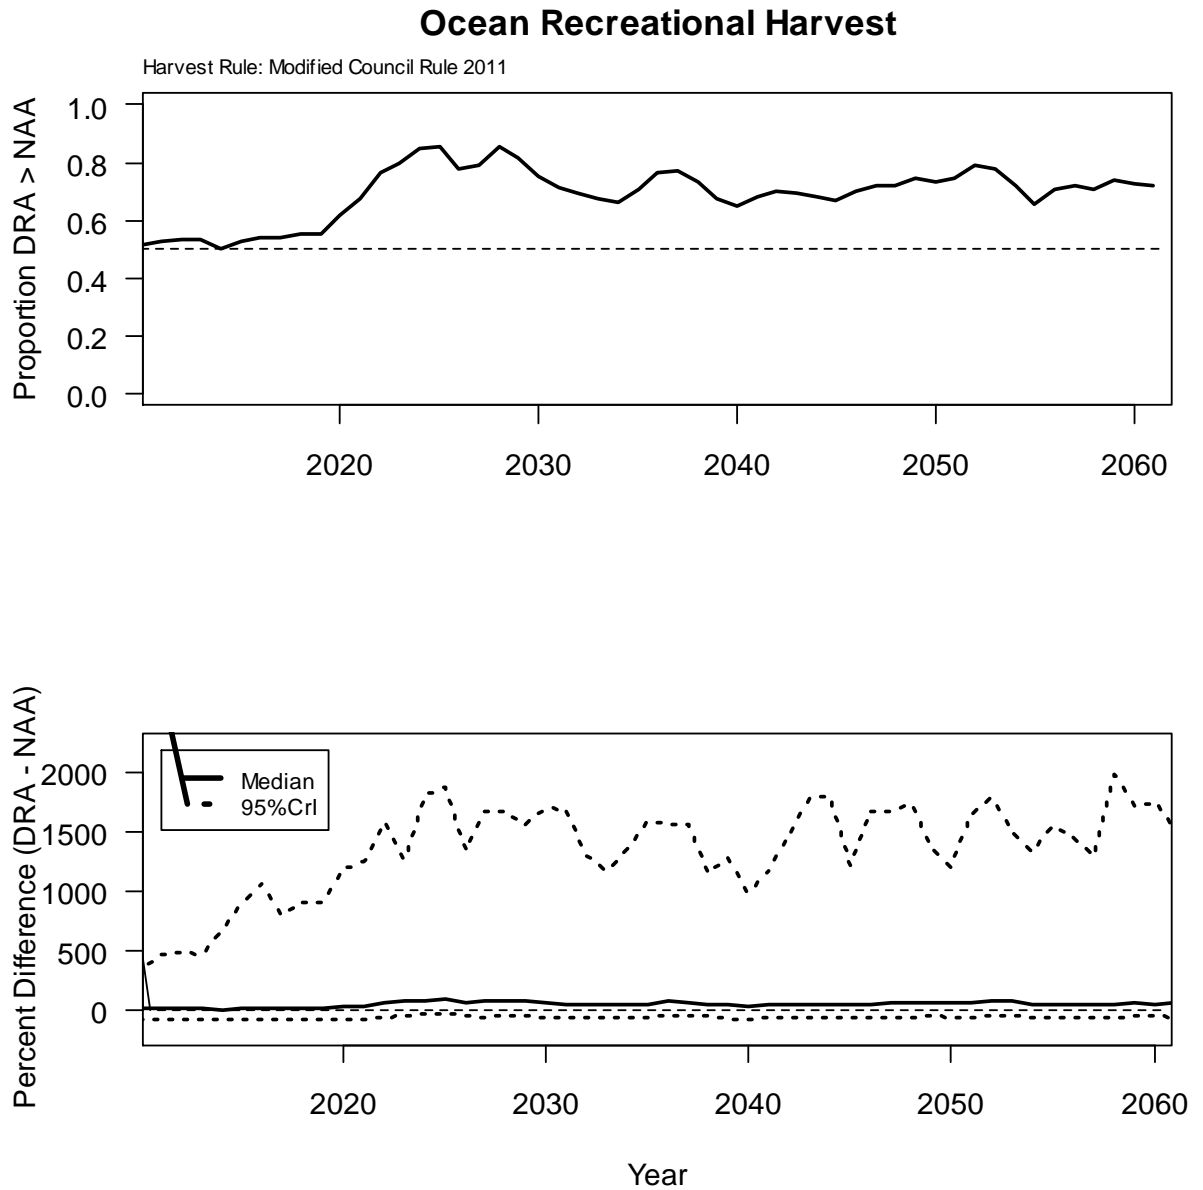 Ocean Recreational Harvest
Harvest Rule: Modified Council Rule 2011
Proportion DRA > NAA
1.0
0.8
0.6
0.4
0.2
0.0
2020 2030 2040 2050 2060
Percent Difference (DRA - NAA)
2000
1500
1000
500
0
Median
95%CrI
2020 2030 2040 2050 2060
Year